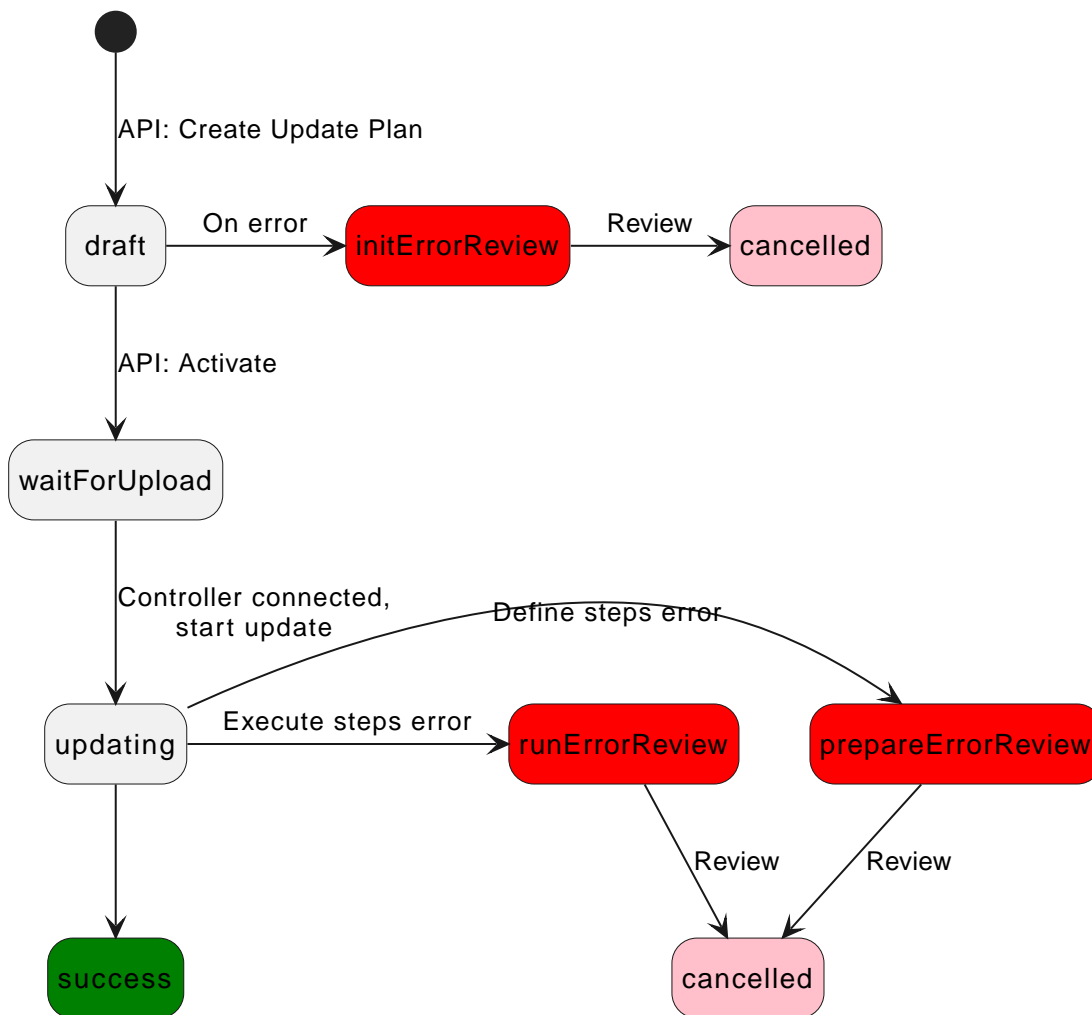 API: Create Update Plan
draft
On error
initErrorReview
Review
cancelled
API: Activate
waitForUpload
Controller connected,
start update
Define steps error
updating
Execute steps error
runErrorReview
prepareErrorReview
Review
Review
success
cancelled